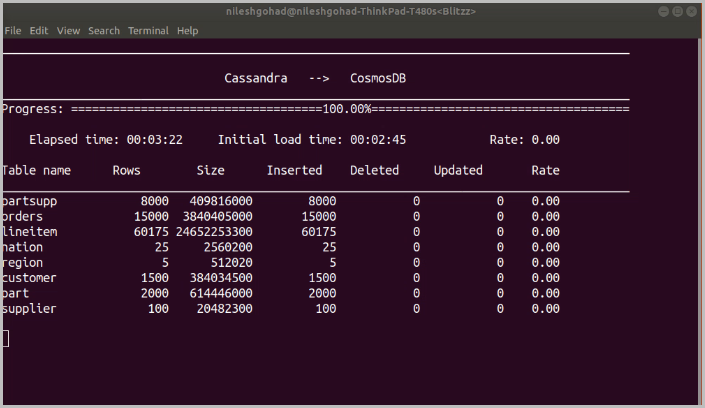 nileshgohad@nileshgohad-ThinkPad-T480s<Blitzz>
File Edit View Search Terminal Help
Cassandra --> CosmosDB
Progress: ====================================100.00%=====================================
Elapsed time: 00:03:22 Initial load time: 00:02:45 Rate: 0.00
Table name Rows Size Inserted Deleted Updated Rate
partsupp 8000 409816000 8000 0 0 0.00
orders 15000 3840405000 15000 0 0 0.00
lineitem 60175 24652253300 60175 0 0 0.00
nation 25 2560200 25 0 0 0.00
region 5 512020 5 0 0 0.00
customer 1500 384034500 1500 0 0 0.00
part 2000 614446000 2000 0 0 0.00
supplier 100 20482300 100 0 0 0.00